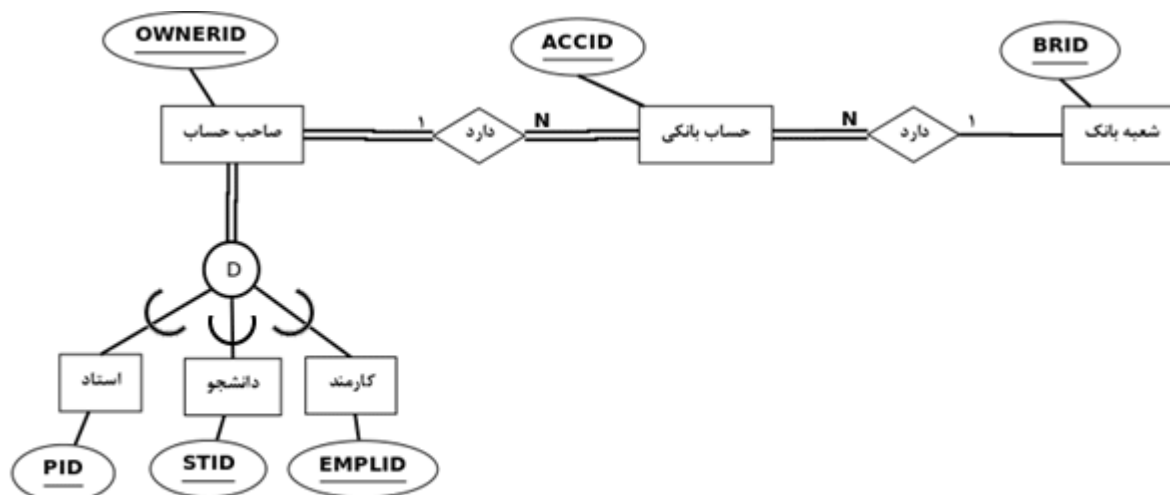 OWNERID
ACCID
BRID
صاحب حساب
۱
دارد
N
حساب بانکی
N
دارد
۱
شعبه بانک
D
استاد
دانشجو
کارمند
PID
STID
EMPLID